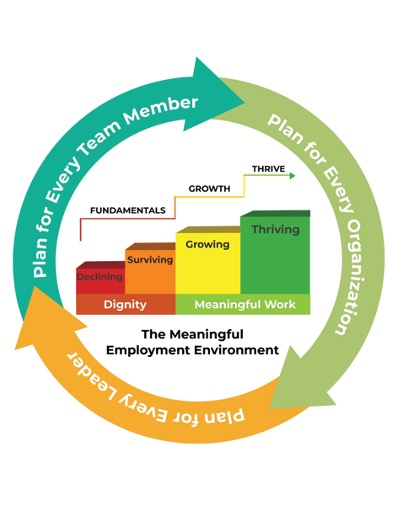 Plan for Every Team Member
Plan for Every Organization
Plan for Every Leader
THRIVE
GROWTH
FUNDAMENTALS
Thriving
Growing
Surviving
Declining
Dignity
Meaningful Work
The Meaningful
Employment Environment